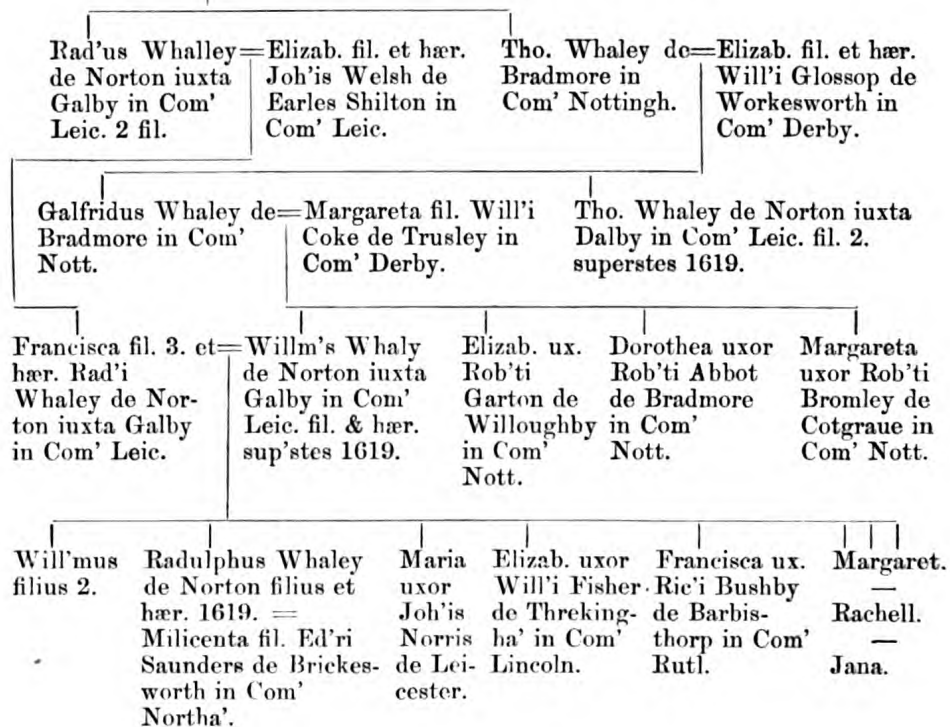 Rad'us Whalley=
de Norton iuxta
Galby in Com'
Leic. 2 fil.
Elizab. fil. et hær.
Joh'is Welsh de
Earles Shilton in
Com' Leic.
Tho. Whaley de=
Bradmore in
Com' Nottingh.
Elizab. fil. et hær.
Will'i Glossop de
Workesworth in
Com' Derby.
Galfridus Whaley de=
Bradmore in Com'
Nott.
Margareta fil. Will'i
Coke de Trusley in
Com' Derby.
Tho. Whaley de Norton iuxta
Dalby in Com' Leic. fil. 2.
superstes 1619.
Francisca fil. 3. et=
hær. Rad'i
Whaley de Nor-
ton iuxta Galby
in Com' Leic.
Willm's Whaly
de Norton iuxta
Galby in Com'
Leic. fil. & hær.
sup'stes 1619.
Elizab. ux.
Rob'ti
Garton de
Willoughby
in Com'
Nott.
Dorothea uxor
Rob'ti Abbot
de Bradmore
in Com'
Nott.
Margareta
uxor Rob'ti
Bromley de
Cotgraue in
Com' Nott.
Will'mus
filius 2.
Radulphus Whaley
de Norton filius et
hær. 1619. =
Milicenta fil. Ed'ri
Saunders de Brickes-
worth in Com'
Northa'.
Maria
uxor
Joh'is
Norris
de Lei-
cester.
Elizab. uxor
Will'i Fisher
de Threking-
ha' in Com'
Lincoln.
Francisca ux.
Ric'i Bushby
de Barbis-
thorp in Com'
Rutl.
Margaret.
—
Rachell.
—
Jana.